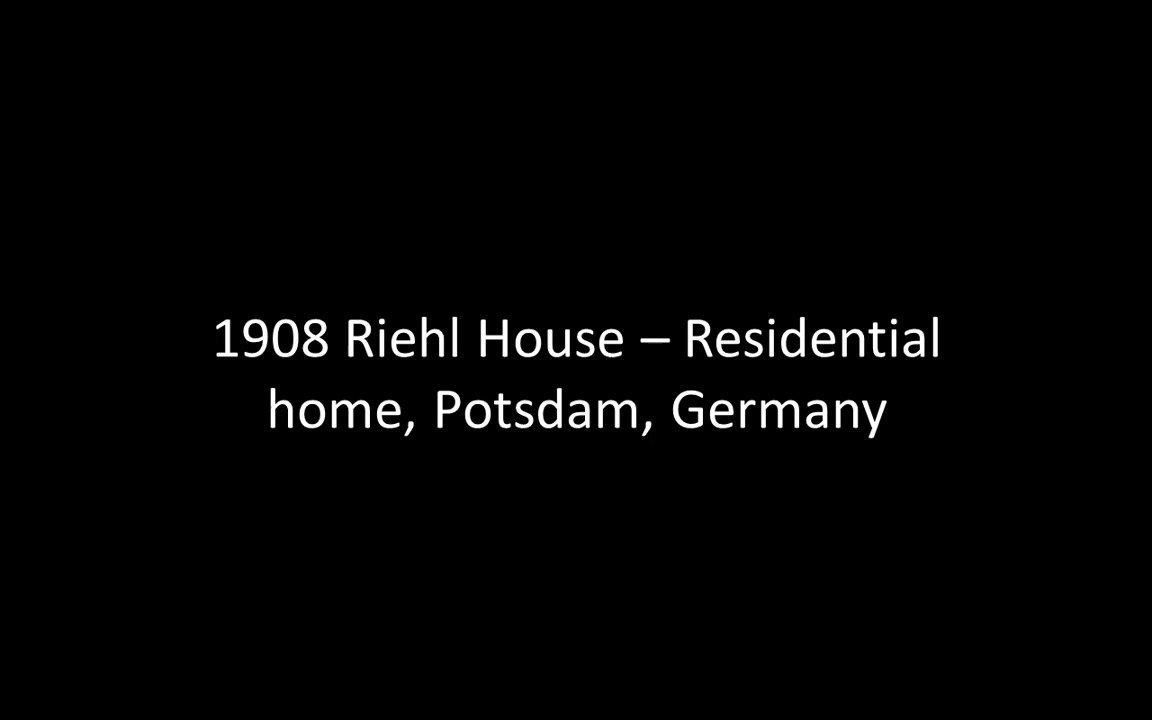 1908 Riehl House – Residential
home, Potsdam, Germany